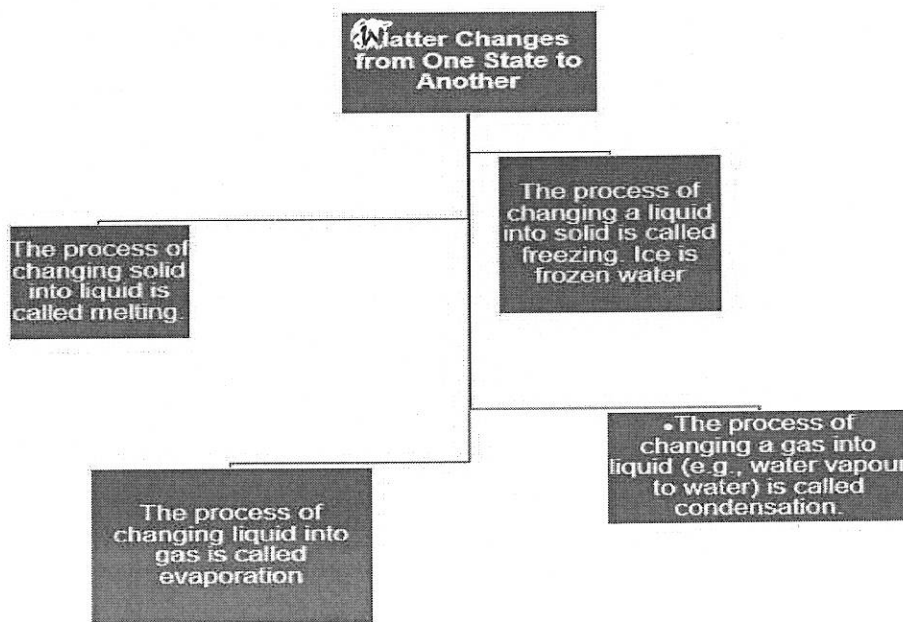 Matter Changes
from One State to
Another
The process of
changing a liquid
into solid is called
freezing. Ice is
frozen water
The process of
changing solid
into liquid is
called melting.
•The process of
changing a gas into
liquid (e.g., water vapour
to water) is called
condensation.
The process of
changing liquid into
gas is called
evaporation